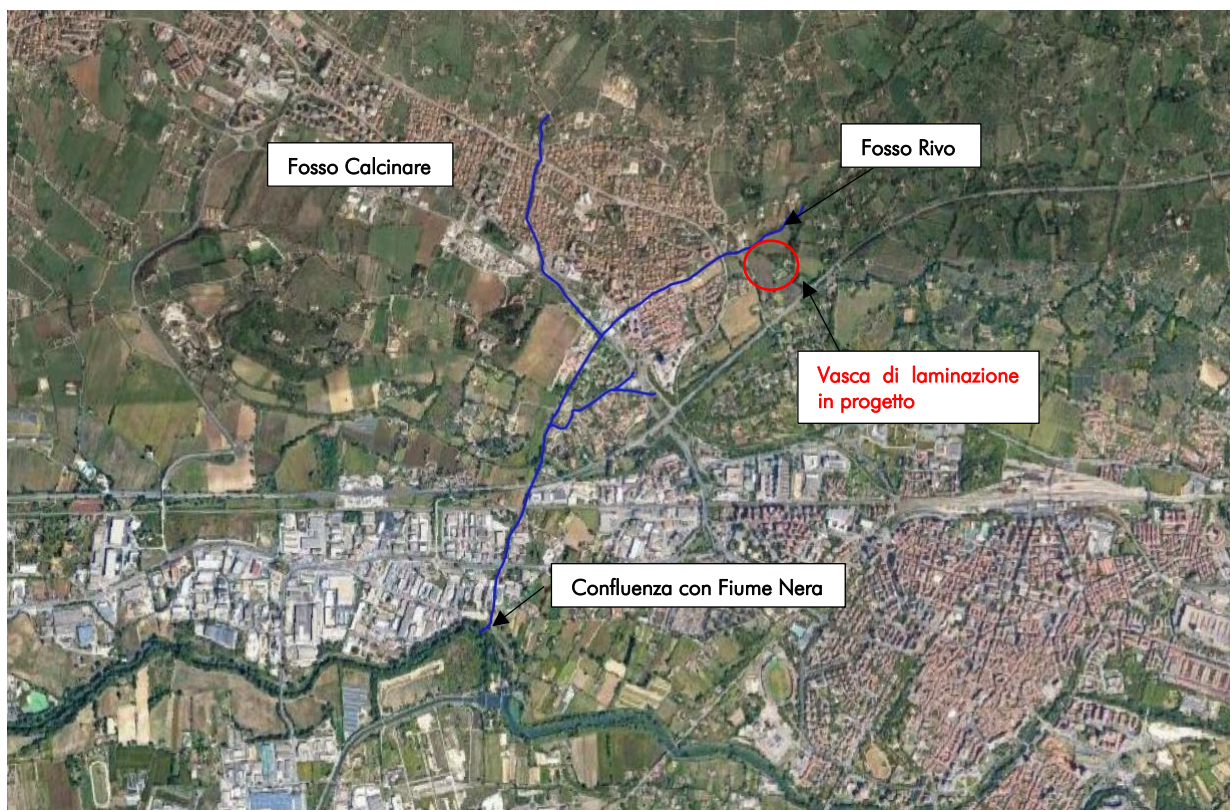 Fosso Rivo
Fosso Calcinare
Vasca di laminazione
in progetto
Confluenza con Fiume Nera